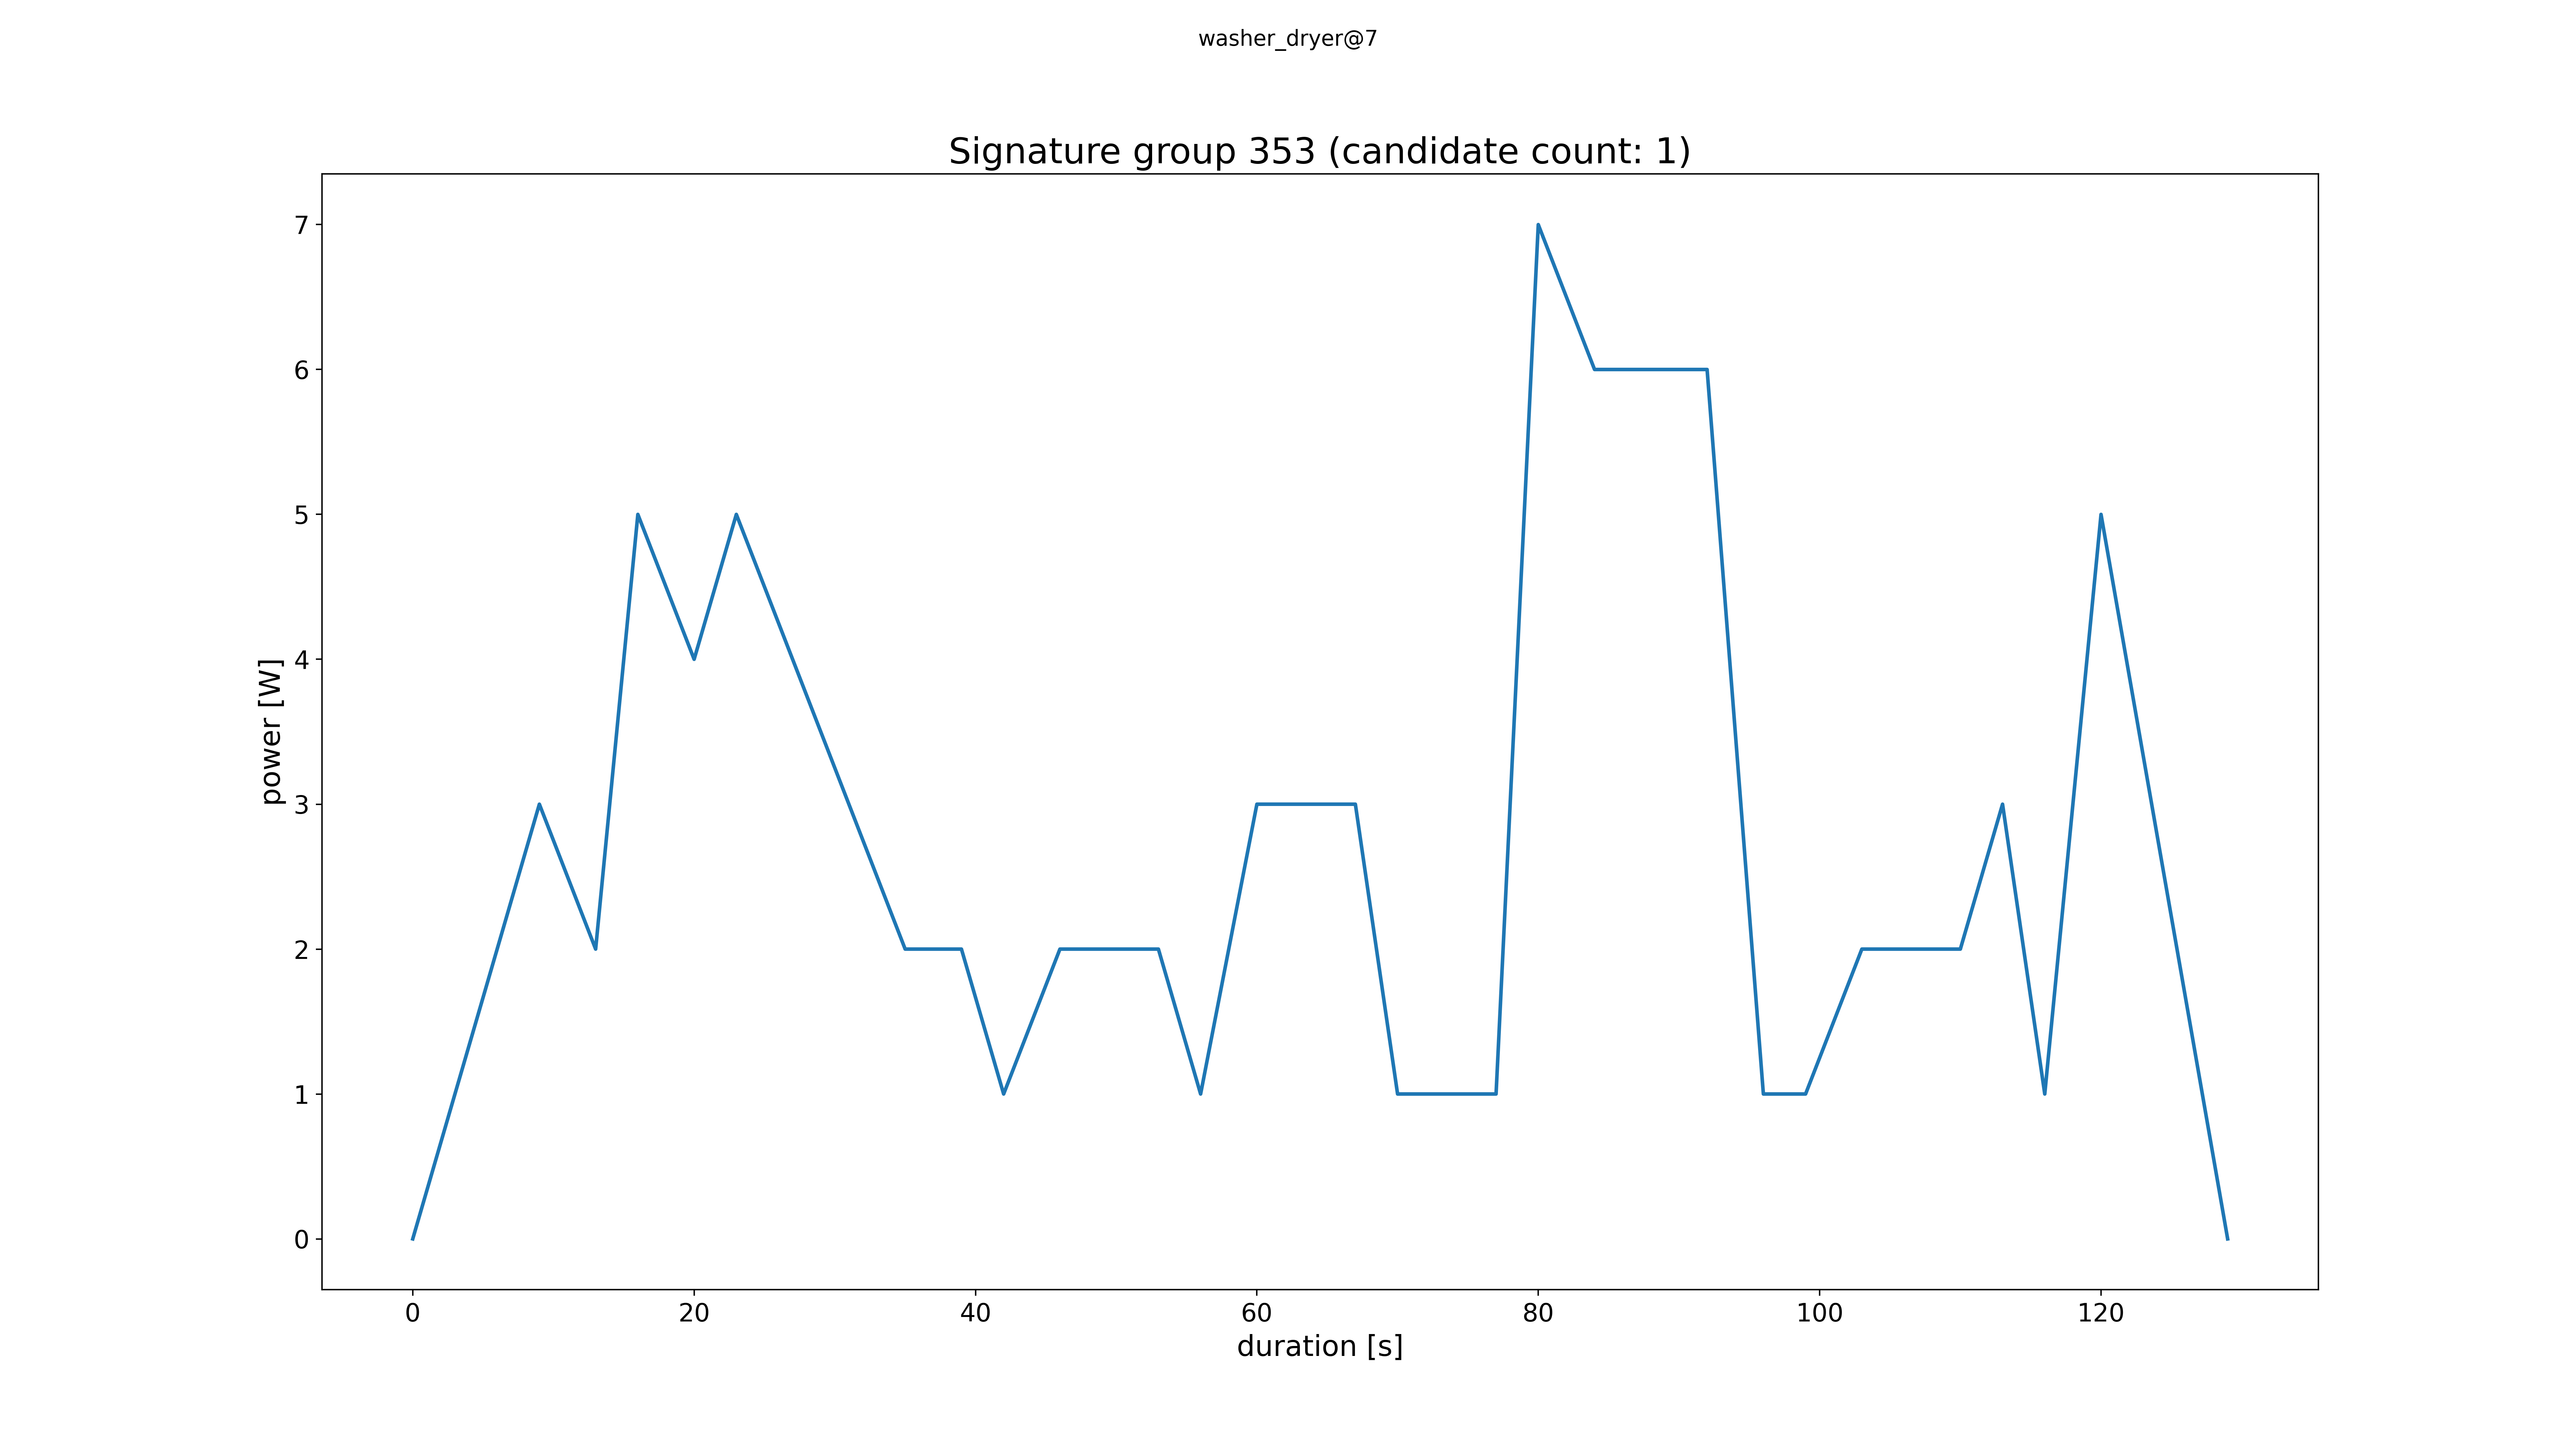 washer_dryer@7
Signature group 353 (candidate count: 1)
7
6
5
4
3
2
1
0
power [W]
0 20 40 60 80 100 120
duration [s]